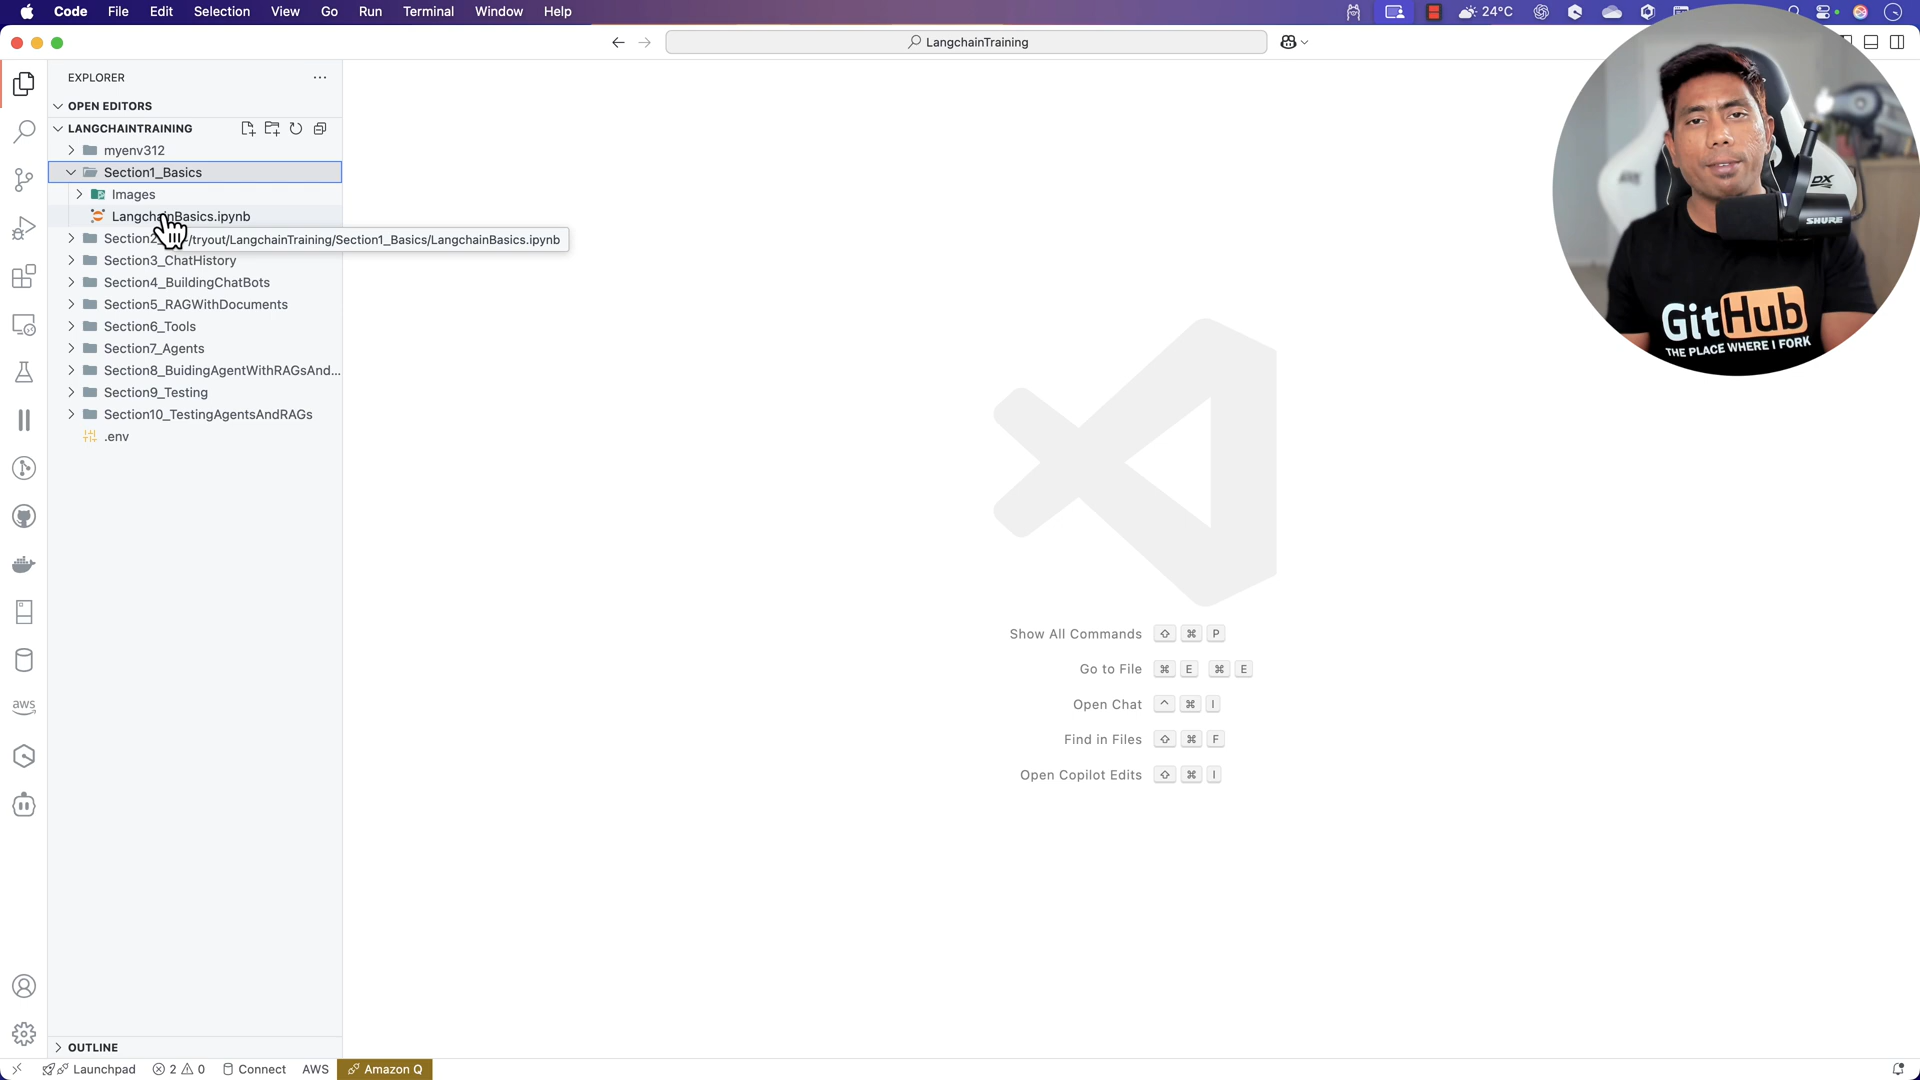 Code File Edit Selection View Go Run Terminal Window Help
24°C
LangchainTraining
EXPLORER
OPEN EDITORS
LANGCHAINTRAINING
myenv312
Section1_Basics
Images
LangchainBasics.ipynb
/tryout/LangchainTraining/Section1_Basics/LangchainBasics.ipynb
Section3_ChatHistory
Section4_BuildingChatBots
Section5_RAGWithDocuments
Section6_Tools
Section7_Agents
Section8_BuidingAgentWithRAGsAnd...
Section9_Testing
Section10_TestingAgentsAndRAGs
.env
DX
SHURE
GitHub
THE PLACE WHERE I FORK
Show All Commands ⇧ ⌘ P
Go to File ⌘ E ⌘ E
Open Chat ^ ⌘ I
Find in Files ⇧ ⌘ F
Open Copilot Edits ⇧ ⌘ I
aws
OUTLINE
Launchpad 2 0 Connect AWS Amazon Q